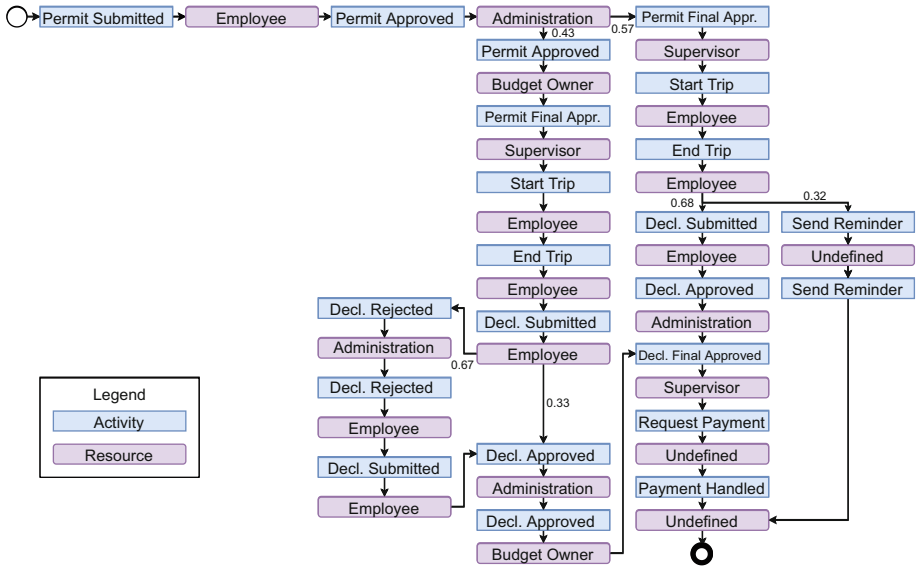 Permit Submitted
Employee
Permit Approved
Administration
0.57
Permit Final Appr.
0.43
Permit Approved
Budget Owner
Permit Final Appr.
Supervisor
Start Trip
Employee
End Trip
Employee
Decl. Submitted
Employee
0.67
0.33
Decl. Rejected
Administration
Decl. Rejected
Employee
Decl. Submitted
Employee
Decl. Approved
Administration
Decl. Approved
Budget Owner
Supervisor
Start Trip
Employee
End Trip
Employee
0.68
0.32
Decl. Submitted
Employee
Decl. Approved
Administration
Decl. Final Approved
Supervisor
Request Payment
Undefined
Payment Handled
Undefined
Send Reminder
Undefined
Send Reminder
Legend
Activity
Resource